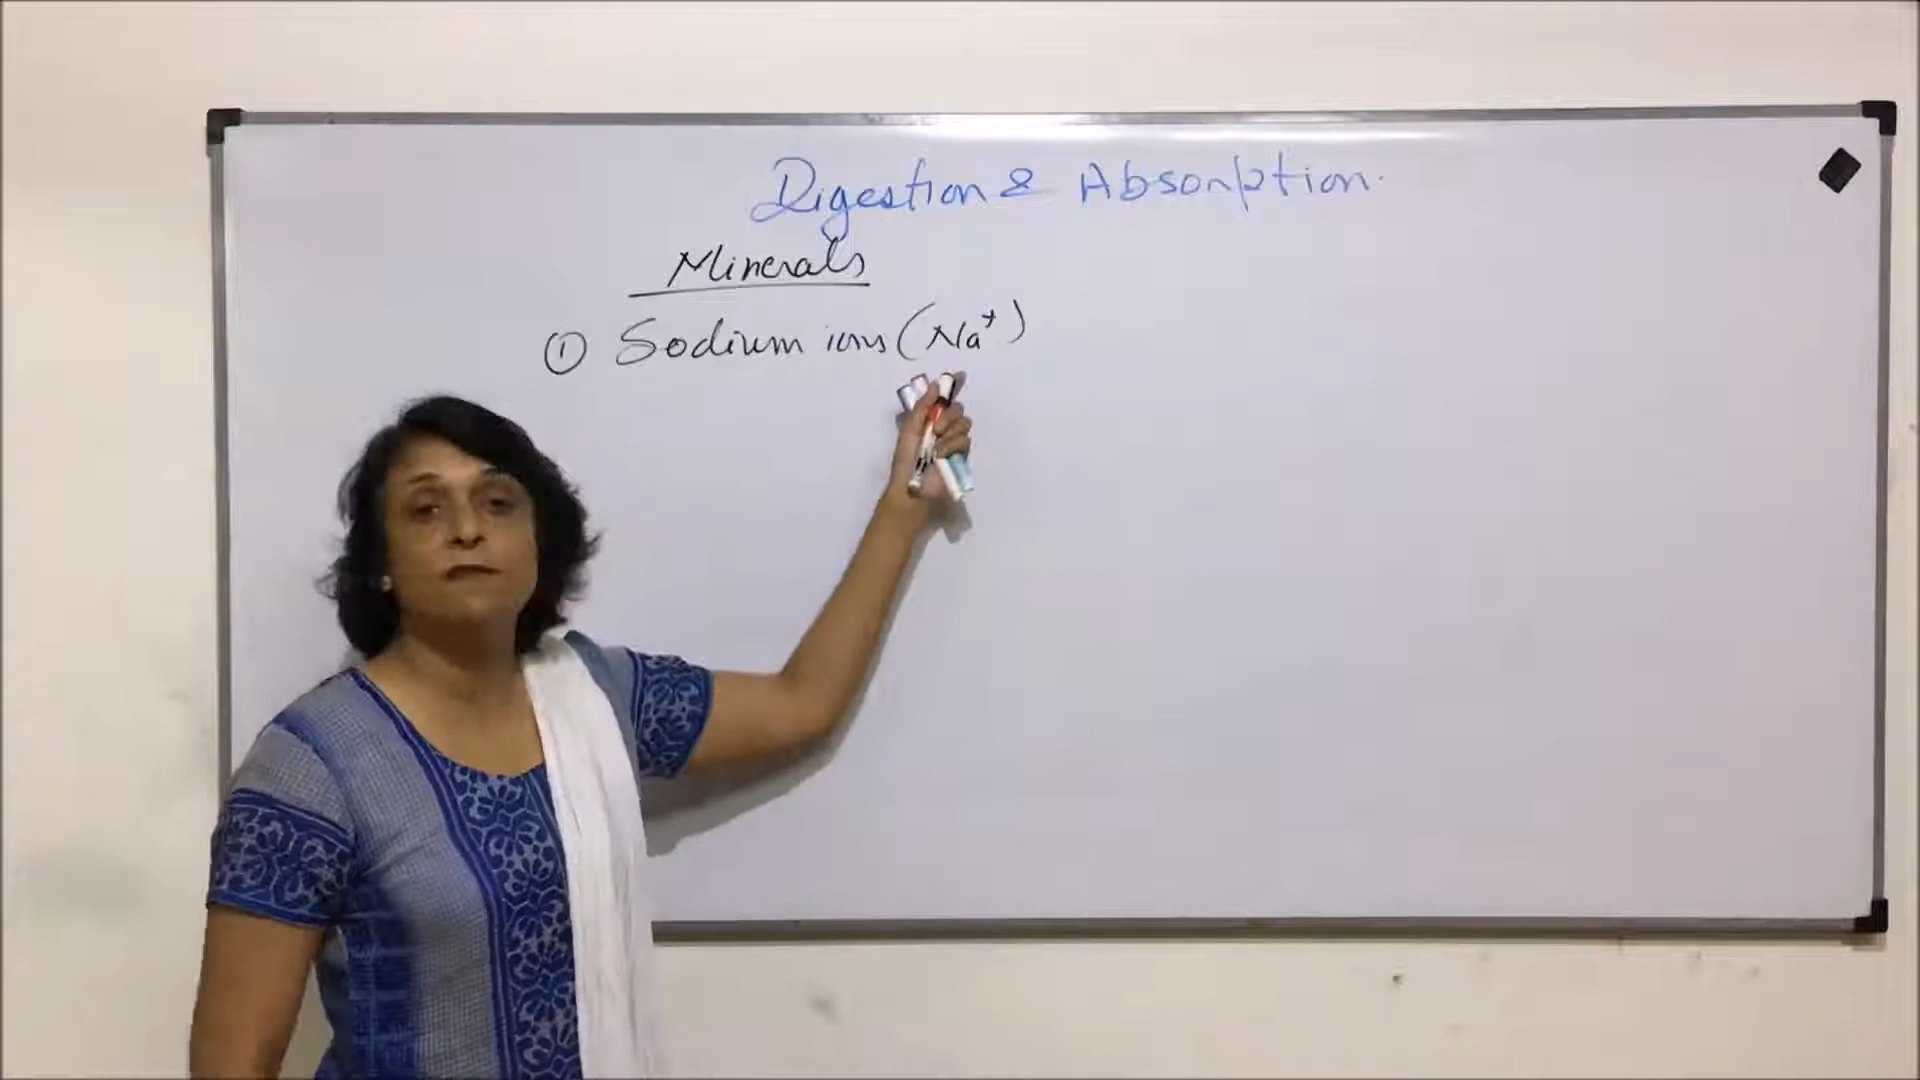 Digestion & Absorption.
Minerals
① Sodium ions (Na⁺)